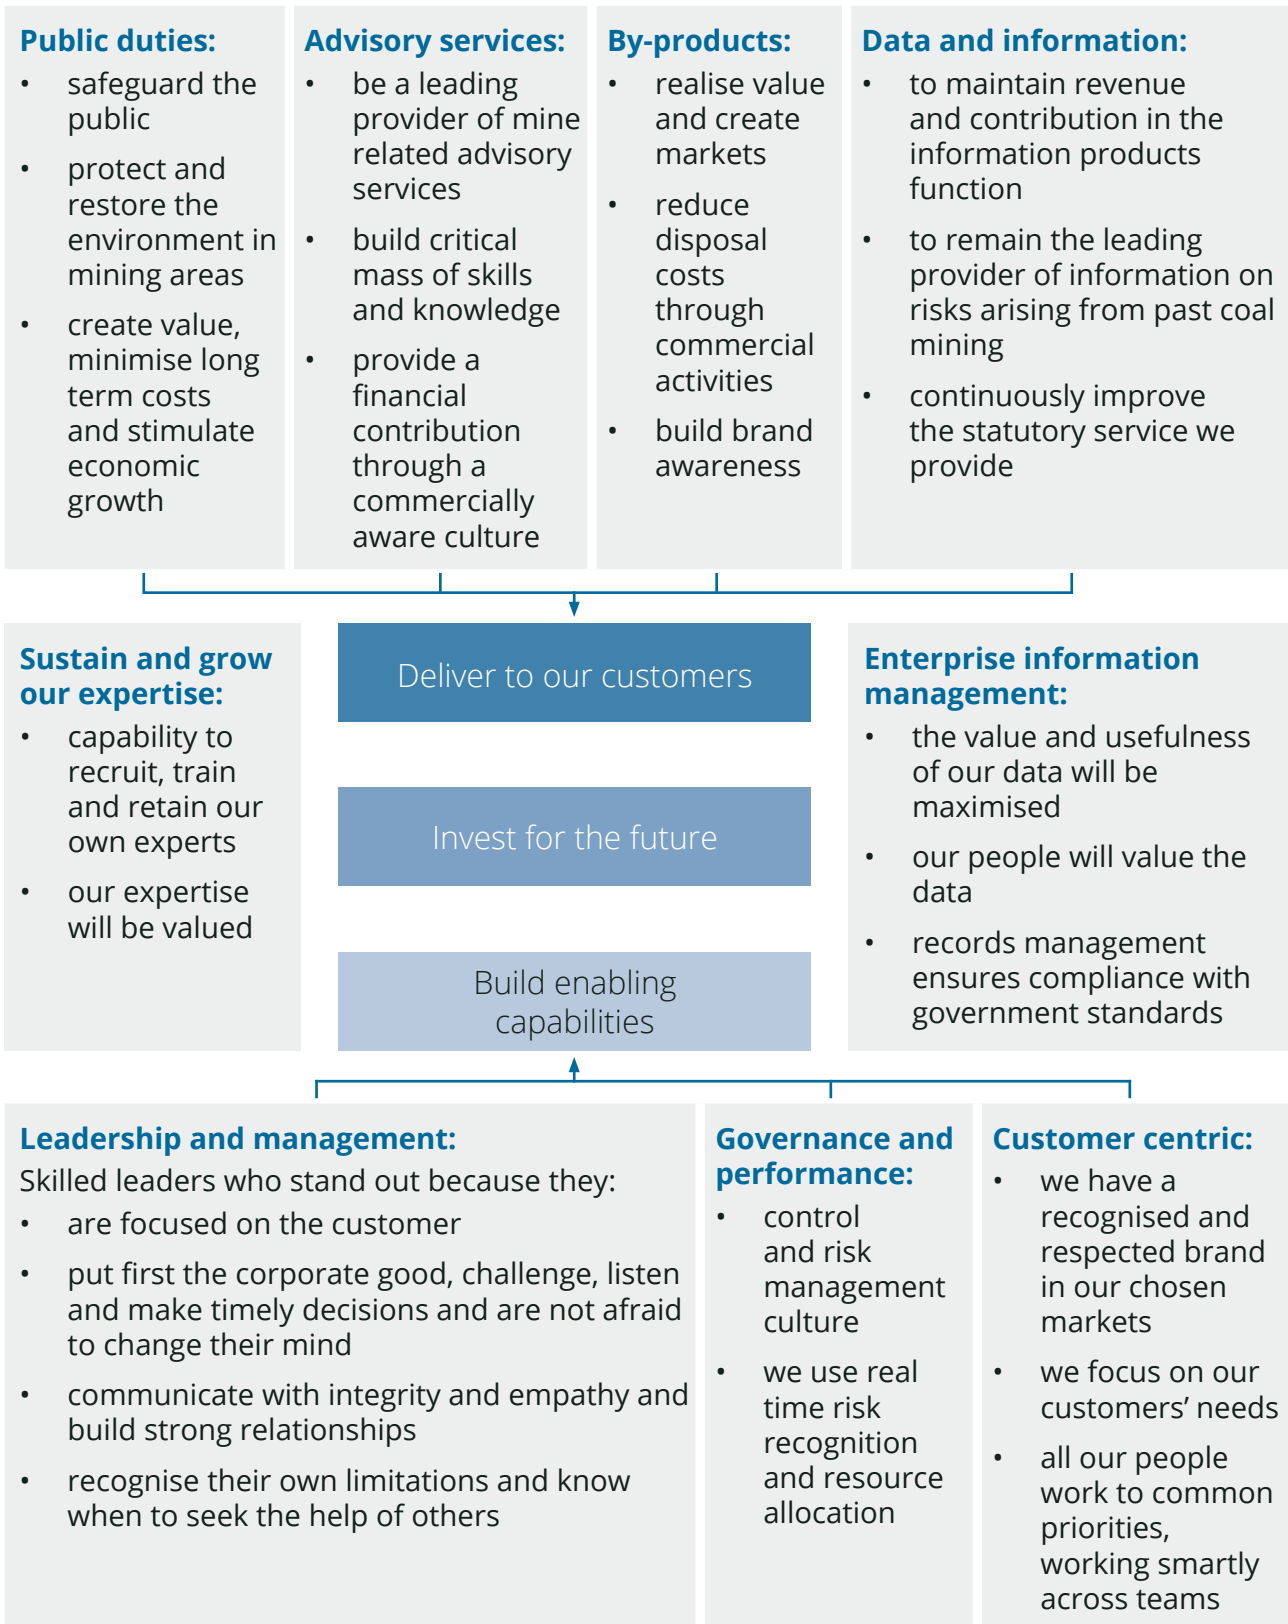 Public duties:
• safeguard the
public
• protect and
restore the
environment in
mining areas
• create value,
minimise long
term costs
and stimulate
economic
growth
Advisory services:
• be a leading
provider of mine
related advisory
services
• build critical
mass of skills
and knowledge
• provide a
financial
contribution
through a
commercially
aware culture
By-products:
• realise value
and create
markets
• reduce
disposal
costs
through
commercial
activities
• build brand
awareness
Data and information:
• to maintain revenue
and contribution in the
information products
function
• to remain the leading
provider of information on
risks arising from past coal
mining
• continuously improve
the statutory service we
provide
Sustain and grow
our expertise:
• capability to
recruit, train
and retain our
own experts
• our expertise
will be valued
Deliver to our customers
Invest for the future
Build enabling
capabilities
Enterprise information
management:
• the value and usefulness
of our data will be
maximised
• our people will value the
data
• records management
ensures compliance with
government standards
Leadership and management:
Skilled leaders who stand out because they:
• are focused on the customer
• put first the corporate good, challenge, listen
and make timely decisions and are not afraid
to change their mind
• communicate with integrity and empathy and
build strong relationships
• recognise their own limitations and know
when to seek the help of others
Governance and
performance:
• control
and risk
management
culture
• we use real
time risk
recognition
and resource
allocation
Customer centric:
• we have a
recognised and
respected brand
in our chosen
markets
• we focus on our
customers’ needs
• all our people
work to common
priorities,
working smartly
across teams